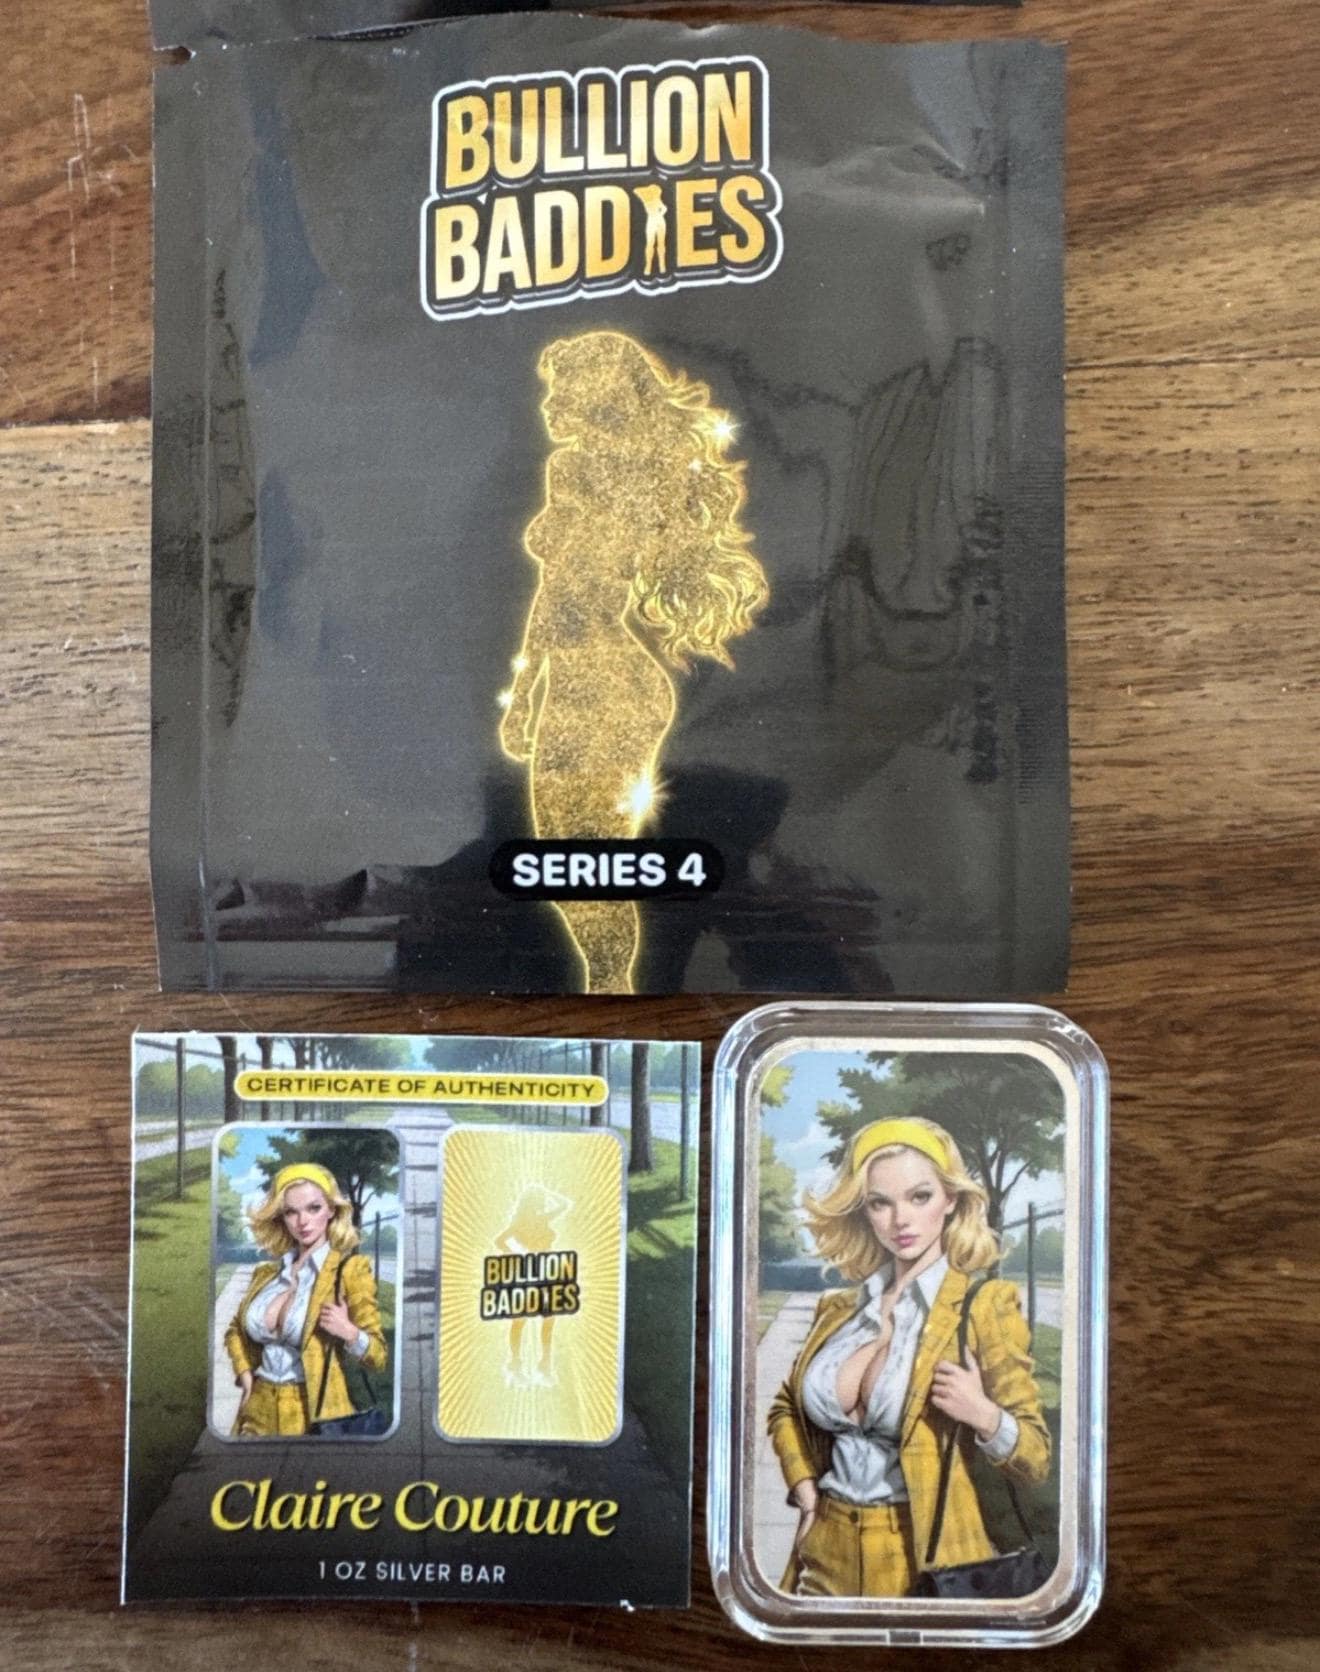 BULLION
BADDIES
SERIES 4
CERTIFICATE OF AUTHENTICITY
BULLION
BADDIES
Claire Couture
1 OZ SILVER BAR